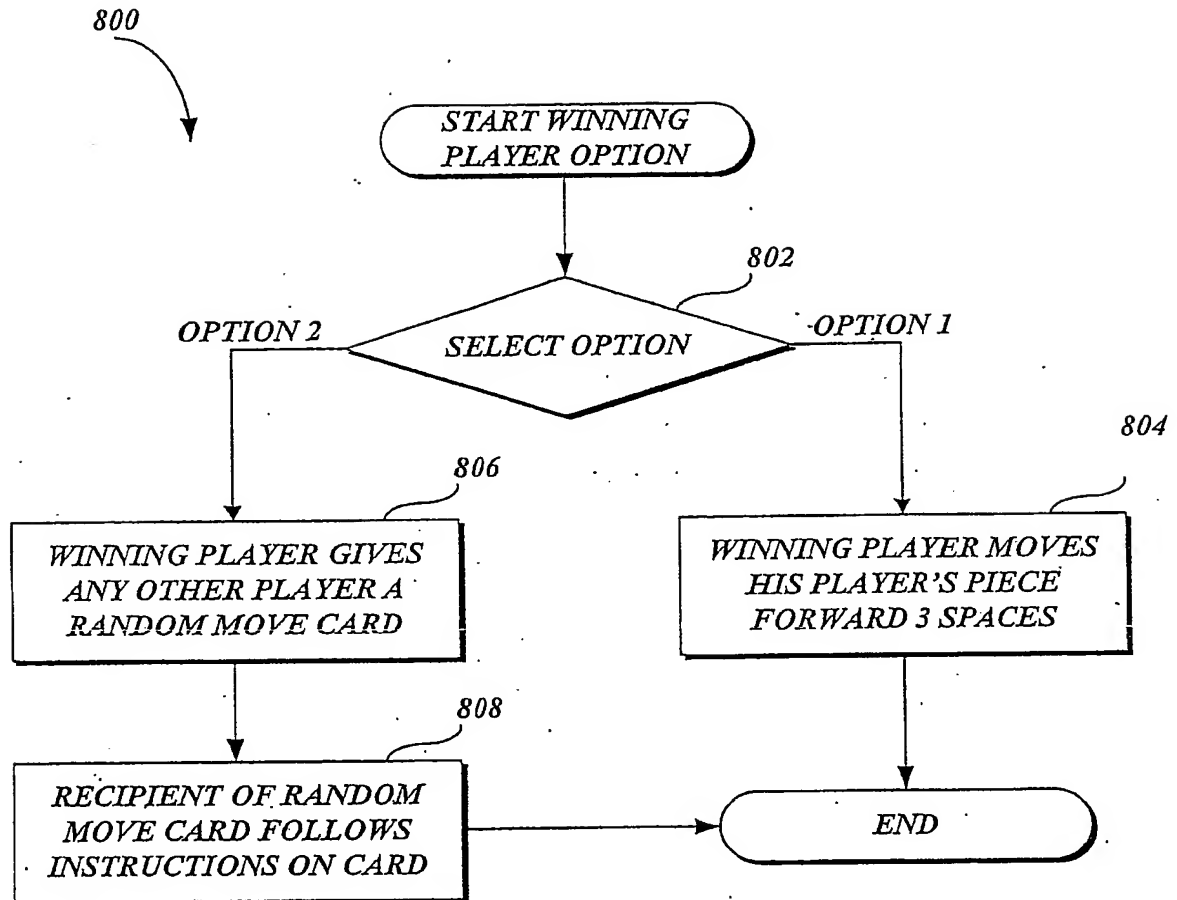 800
START WINNING
PLAYER OPTION
802
SELECT OPTION
OPTION 2
OPTION 1
804
806
WINNING PLAYER GIVES
ANY OTHER PLAYER A
RANDOM MOVE CARD
WINNING PLAYER MOVES
HIS PLAYER'S PIECE
FORWARD 3 SPACES
808
RECIPIENT OF RANDOM
MOVE CARD FOLLOWS
INSTRUCTIONS ON CARD
END